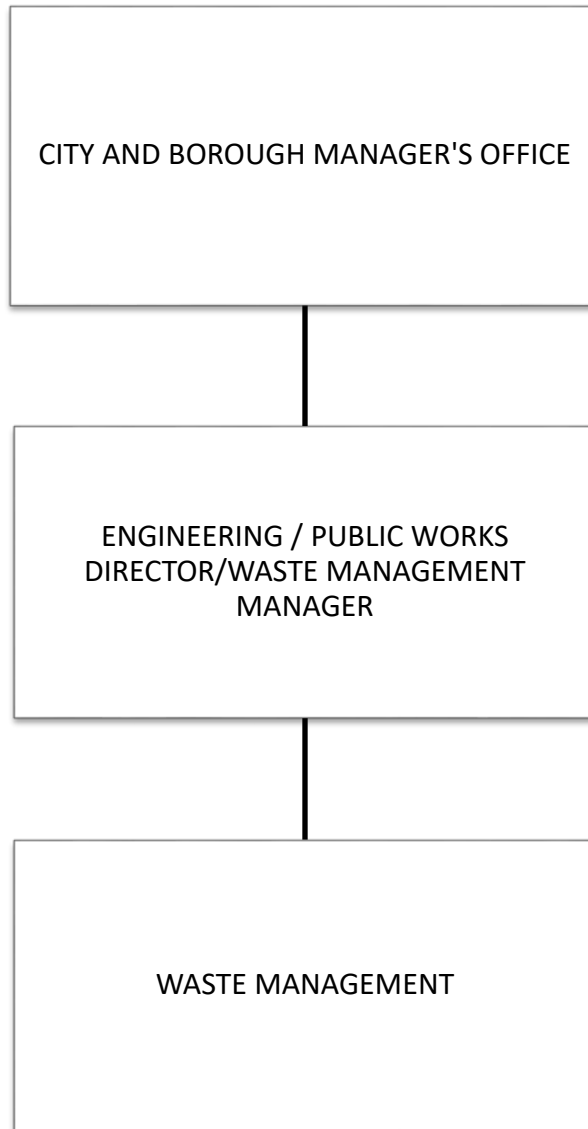 CITY AND BOROUGH MANAGER'S OFFICE
ENGINEERING / PUBLIC WORKS
DIRECTOR/WASTE MANAGEMENT
MANAGER
WASTE MANAGEMENT